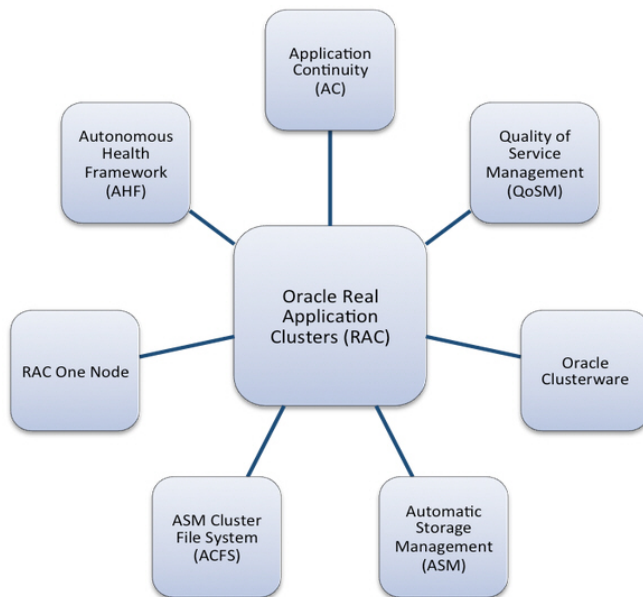 Application
Continuity
(AC)
Autonomous
Health
Framework
(AHF)
Quality of
Service
Management
(QoSM)
Oracle Real
Application
Clusters (RAC)
RAC One Node
Oracle
Clusterware
ASM Cluster
File System
(ACFS)
Automatic
Storage
Management
(ASM)